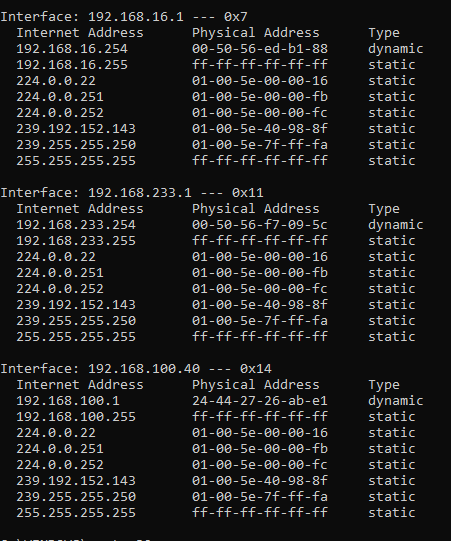 Interface: 192.168.16.1 --- 0x7
  Internet Address      Physical Address      Type
  192.168.16.254        00-50-56-ed-b1-88     dynamic
  192.168.16.255        ff-ff-ff-ff-ff-ff     static
  224.0.0.22            01-00-5e-00-00-16     static
  224.0.0.251           01-00-5e-00-00-fb     static
  224.0.0.252           01-00-5e-00-00-fc     static
  239.192.152.143       01-00-5e-40-98-8f     static
  239.255.255.250       01-00-5e-7f-ff-fa     static
  255.255.255.255       ff-ff-ff-ff-ff-ff     static

Interface: 192.168.233.1 --- 0x11
  Internet Address      Physical Address      Type
  192.168.233.254       00-50-56-f7-09-5c     dynamic
  192.168.233.255       ff-ff-ff-ff-ff-ff     static
  224.0.0.22            01-00-5e-00-00-16     static
  224.0.0.251           01-00-5e-00-00-fb     static
  224.0.0.252           01-00-5e-00-00-fc     static
  239.192.152.143       01-00-5e-40-98-8f     static
  239.255.255.250       01-00-5e-7f-ff-fa     static
  255.255.255.255       ff-ff-ff-ff-ff-ff     static

Interface: 192.168.100.40 --- 0x14
  Internet Address      Physical Address      Type
  192.168.100.1         24-44-27-26-ab-e1     dynamic
  192.168.100.255       ff-ff-ff-ff-ff-ff     static
  224.0.0.22            01-00-5e-00-00-16     static
  224.0.0.251           01-00-5e-00-00-fb     static
  224.0.0.252           01-00-5e-00-00-fc     static
  239.192.152.143       01-00-5e-40-98-8f     static
  239.255.255.250       01-00-5e-7f-ff-fa     static
  255.255.255.255       ff-ff-ff-ff-ff-ff     static